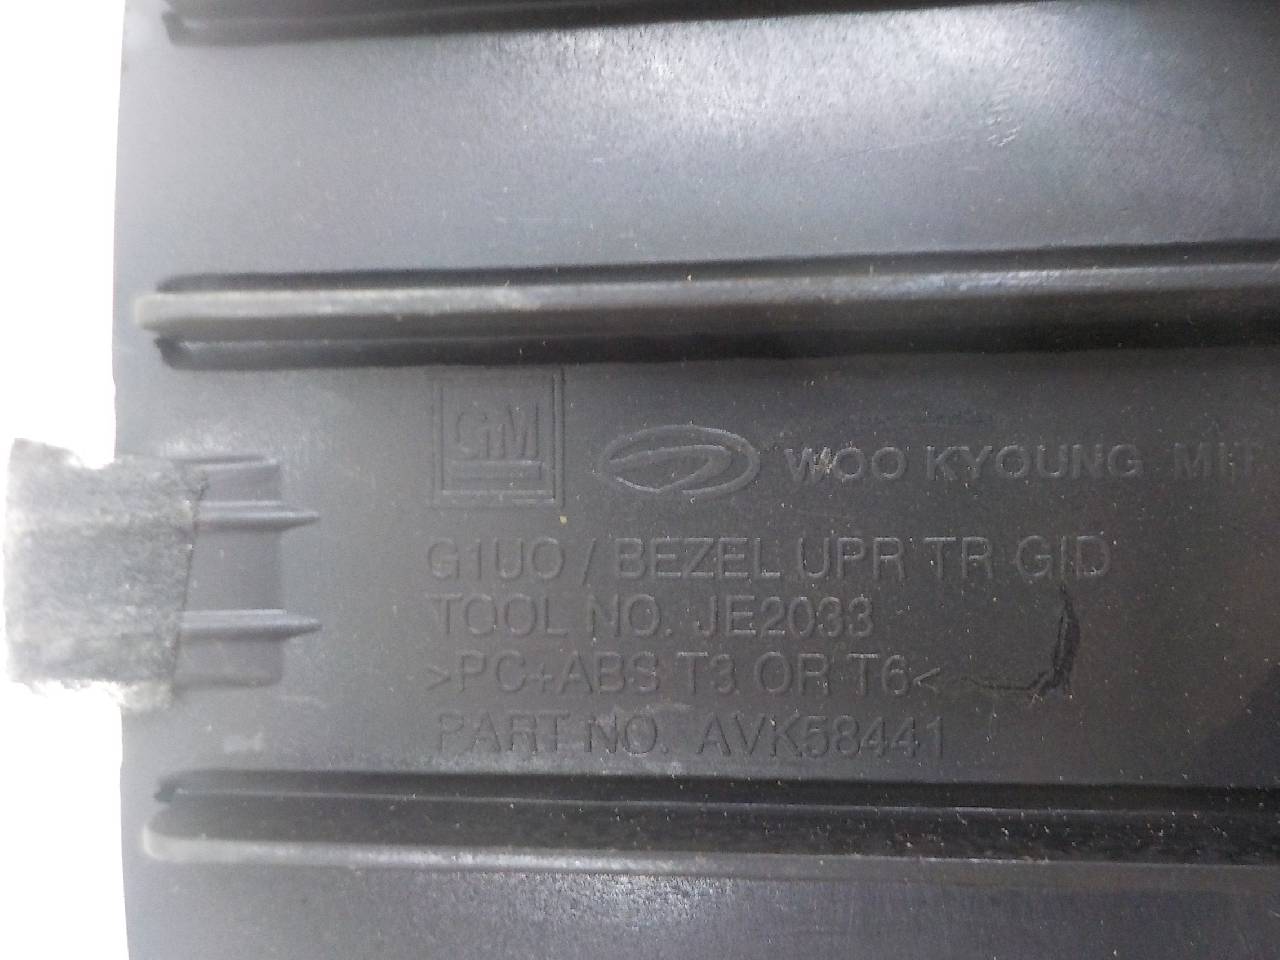 GM WOO KYOUNG MIT
G1UO / BEZEL UPR TR GID
TOOL NO. JE2033
>PC+ABS T3 OR T6<
PART NO. AVK58441